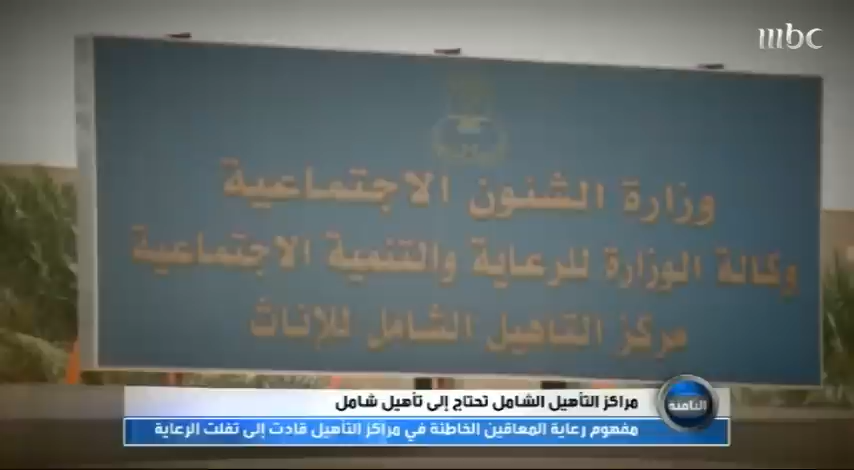 mbc
وزارة الشئون الاجتماعية
وكالة الوزارة للرعاية والتنمية الاجتماعية
مركز التاهيل الشامل للإناث
مراكز التأهيل الشامل تحتاج إلى تأهيل شامل
الثامنة
مفهوم رعاية المعاقين الخاطئة في مراكز التأهيل قادت إلى تفلت الرعاية